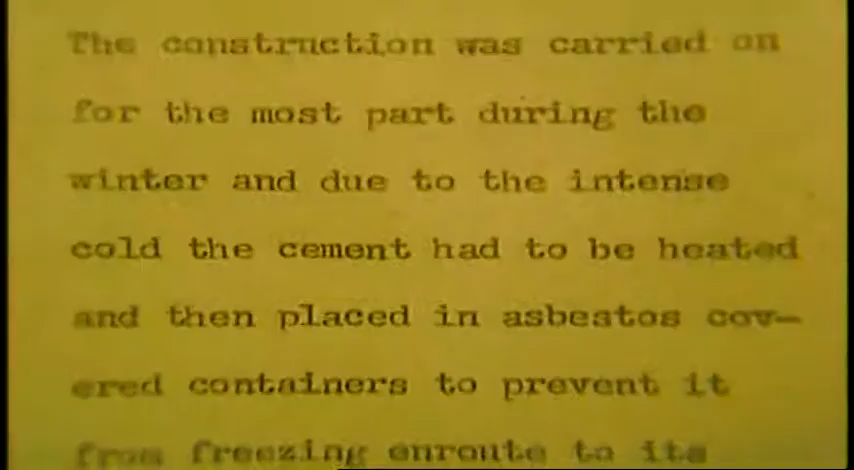 The construction was carried on
for the most part during the
winter and due to the intense
cold the cement had to be heated
and then placed in asbestos cov-
ered containers to prevent it
from freezing enroute to its